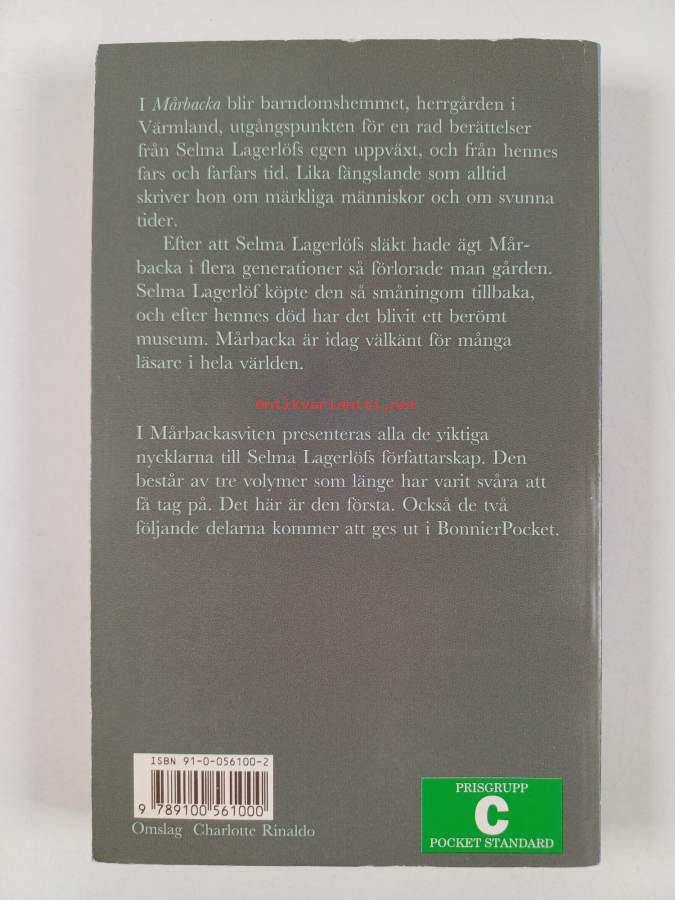 I Mårbacka blir barndomshemmet, herrgården i
Värmland, utgångspunkten för en rad berättelser
från Selma Lagerlöfs egen uppväxt, och från hennes
fars och farfars tid. Lika fängslande som alltid
skriver hon om märkliga människor och om svunna
tider.
Efter att Selma Lagerlöfs släkt hade ägt Mår-
backa i flera generationer så förlorade man gården.
Selma Lagerlöf köpte den så småningom tillbaka,
och efter hennes död har det blivit ett berömt
museum. Mårbacka är idag välkänt för många
läsare i hela världen.
antikvariaatti.net
I Mårbackasviten presenteras alla de viktiga
nycklarna till Selma Lagerlöfs författarskap. Den
består av tre volymer som länge har varit svåra att
få tag på. Det här är den första. Också de två
följande delarna kommer att ges ut i BonnierPocket.
ISBN 91-0-056100-2
9 789100 561000
Omslag Charlotte Rinaldo
PRISGRUPP
C
POCKET STANDARD